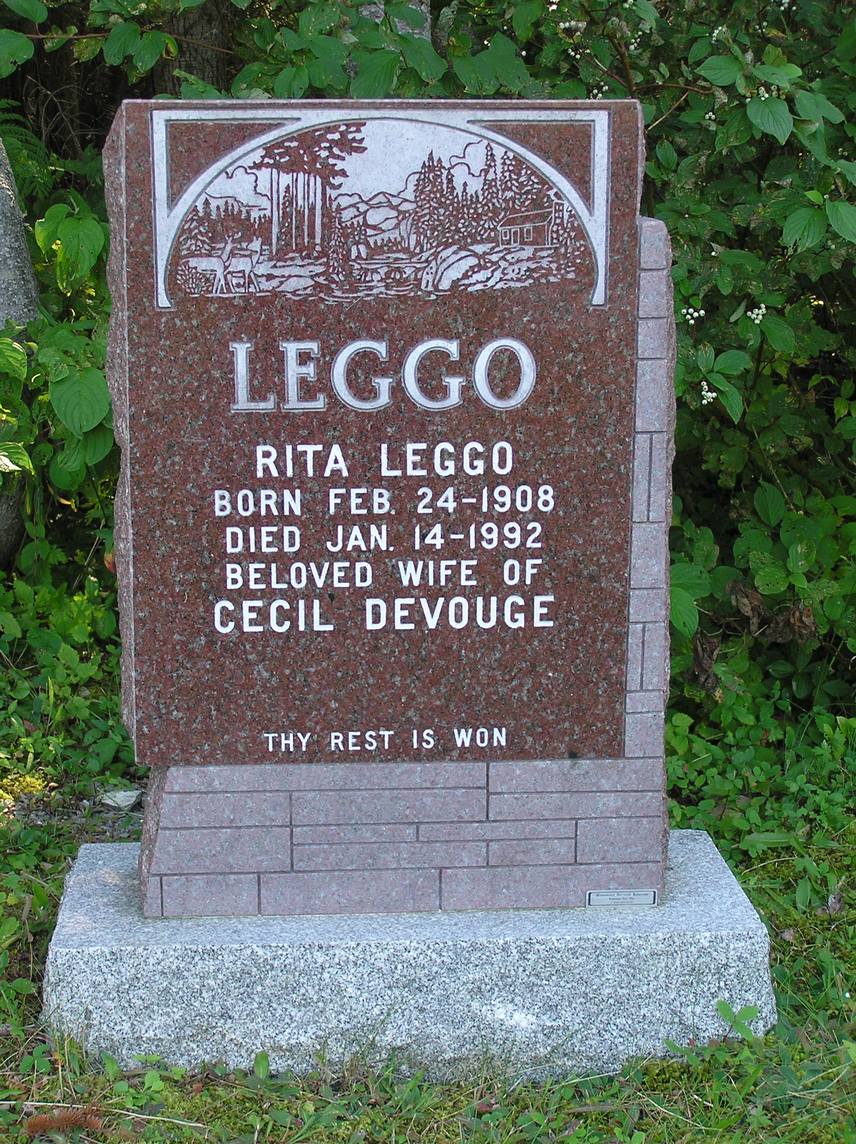 LEGGO
RITA LEGGO
BORN FEB. 24-1908
DIED JAN. 14-1992
BELOVED WIFE OF
CECIL DEVOUGE
THY REST IS WON